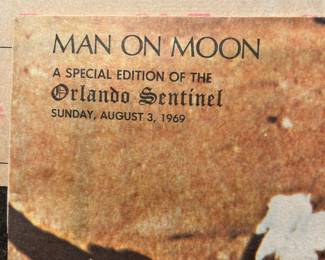 MAN ON MOON
A SPECIAL EDITION OF THE
Orlando Sentinel
SUNDAY, AUGUST 3, 1969